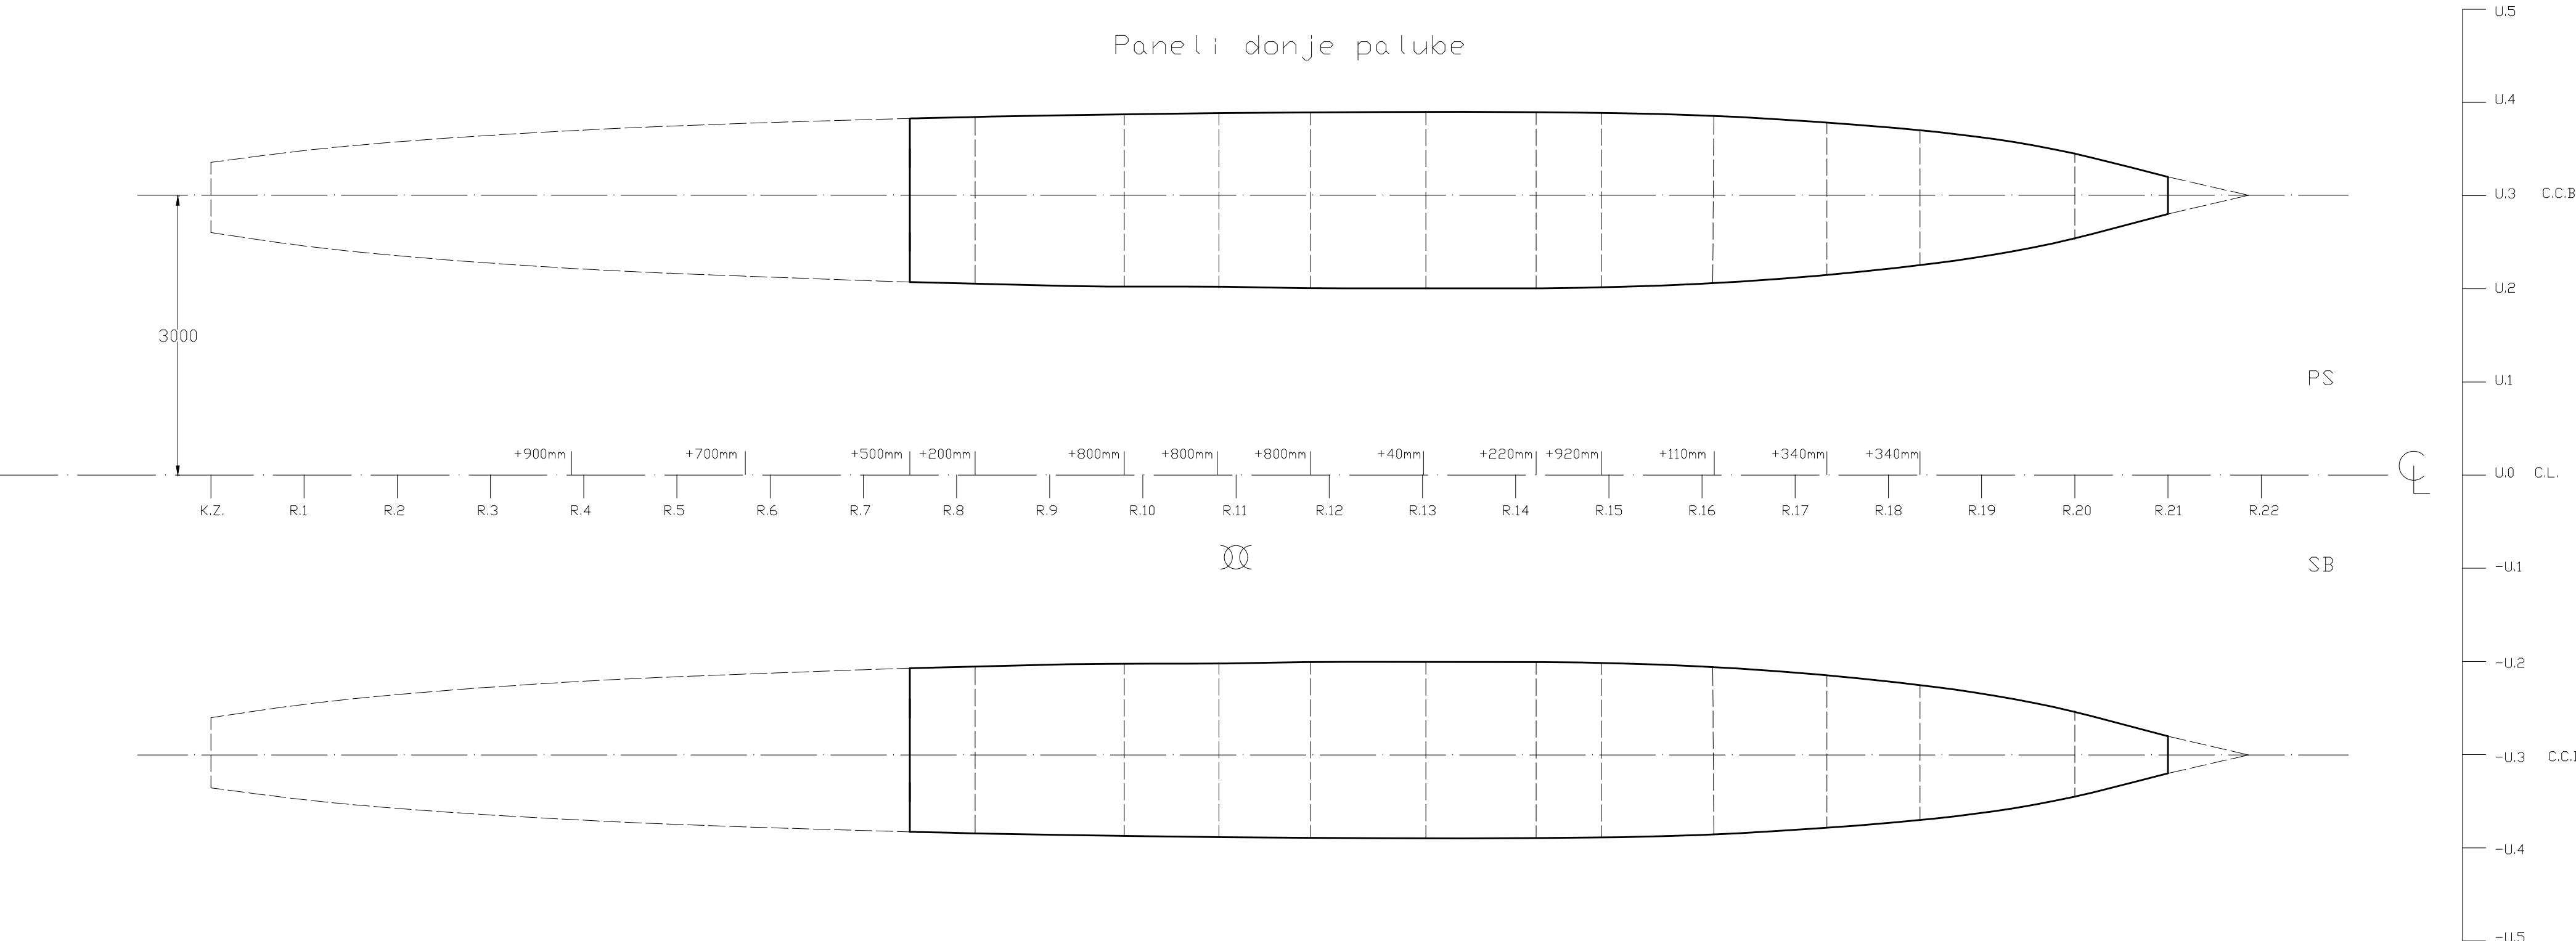 U.5
Paneli donje palube
U.4
U.3 C.C.B
U.2
3000
U.1
PS
+900mm +700mm +500mm +200mm +800mm +800mm +800mm +40mm +220mm +920mm +110mm +340mm +340mm
U.0 C.L.
K.Z. R.1 R.2 R.3 R.4 R.5 R.6 R.7 R.8 R.9 R.10 R.11 R.12 R.13 R.14 R.15 R.16 R.17 R.18 R.19 R.20 R.21 R.22
-U.1
SB
-U.2
-U.3 C.C.
-U.4
-U.5